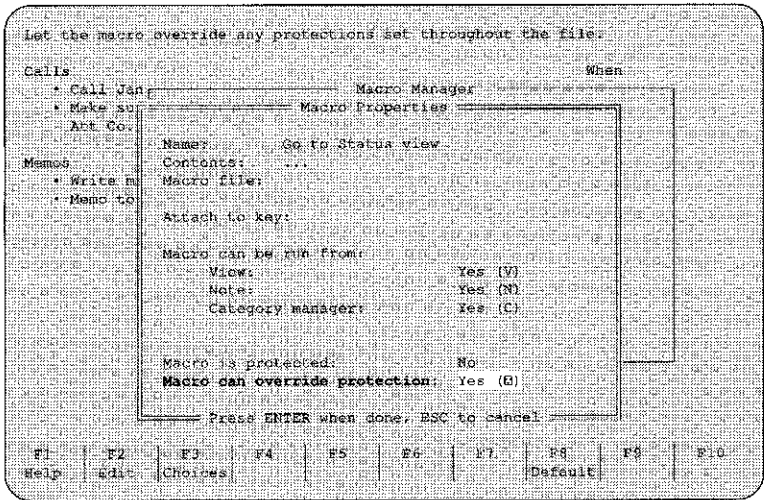 Let the macro override any protections set throughout the file.
Calls When
• Call Jan Macro Manager
• Make su Macro Properties
Abt Co.
Name: Go to Status view
Memos Contents: ...
• Write m Macro file:
• Memo to
Attach to key:
Macro can be run from:
View: Yes (V)
Note: Yes (N)
Category manager: Yes (C)
Macro is protected: No
Macro can override protection: Yes (O)
Press ENTER when done, ESC to cancel
F1 F2 F3 F4 F5 F6 F7 F8 F9 F10
Help Edit Choices Default